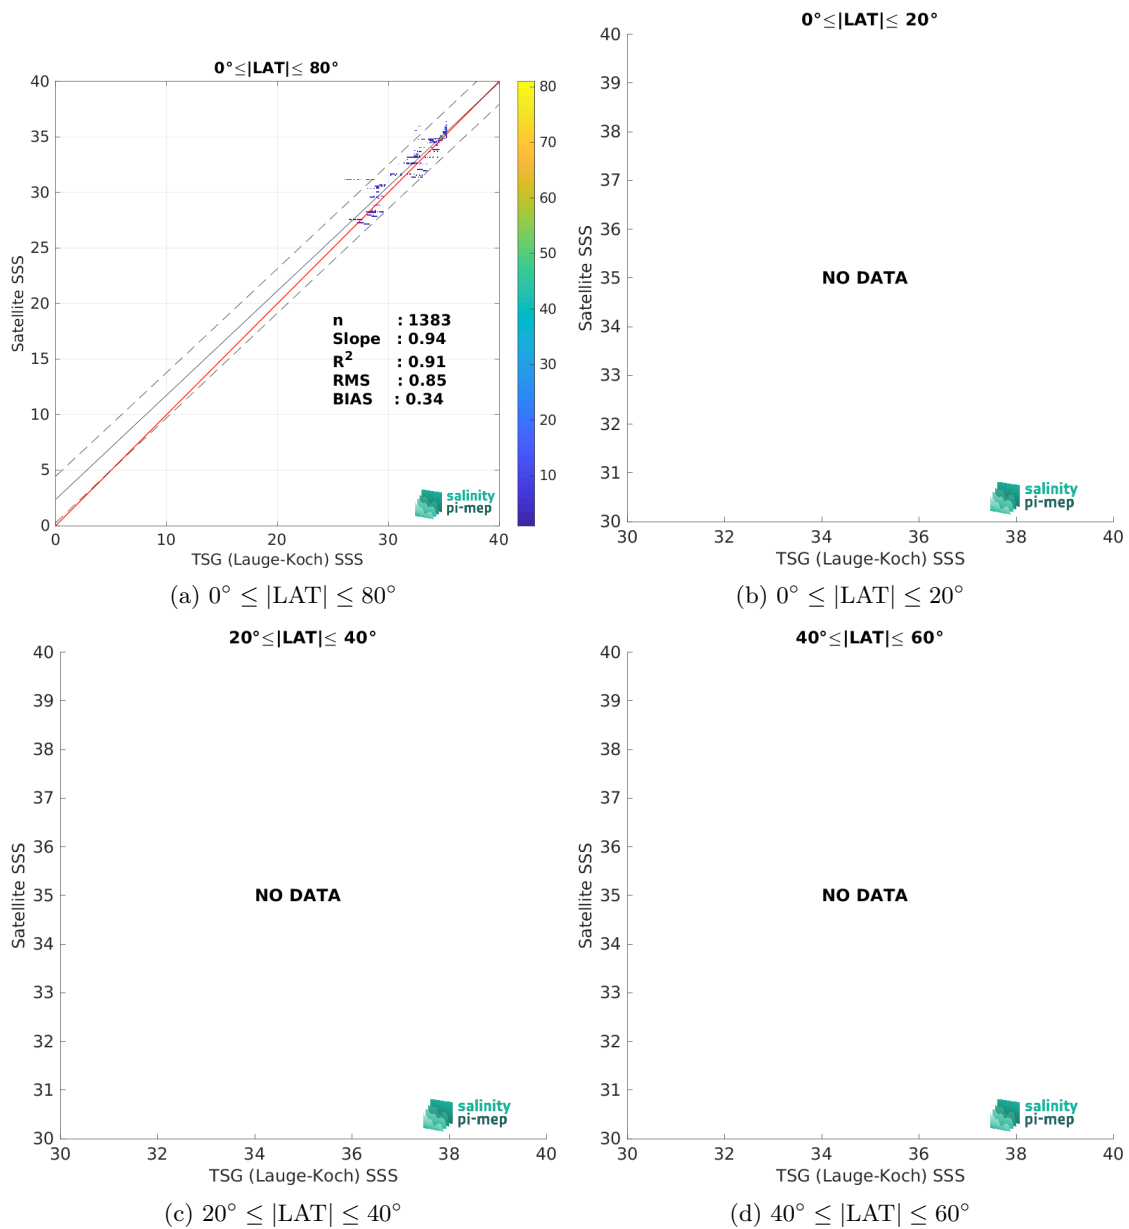 0°≤|LAT|≤ 80°
40
35
30
25
20
15
10
5
0
Satellite SSS
0
10
20
30
40
TSG (Lauge-Koch) SSS
80
70
60
50
40
30
20
10
n : 1383
Slope : 0.94
R² : 0.91
RMS : 0.85
BIAS : 0.34
salinity
pi-mep
(a) 0° ≤ |LAT| ≤ 80°
0°≤|LAT|≤ 20°
40
39
38
37
36
35
34
33
32
31
30
Satellite SSS
NO DATA
salinity
pi-mep
30
32
34
36
38
40
TSG (Lauge-Koch) SSS
(b) 0° ≤ |LAT| ≤ 20°
20°≤|LAT|≤ 40°
40
39
38
37
36
35
34
33
32
31
30
Satellite SSS
NO DATA
salinity
pi-mep
30
32
34
36
38
40
TSG (Lauge-Koch) SSS
(c) 20° ≤ |LAT| ≤ 40°
40°≤|LAT|≤ 60°
40
39
38
37
36
35
34
33
32
31
30
Satellite SSS
NO DATA
salinity
pi-mep
30
32
34
36
38
40
TSG (Lauge-Koch) SSS
(d) 40° ≤ |LAT| ≤ 60°